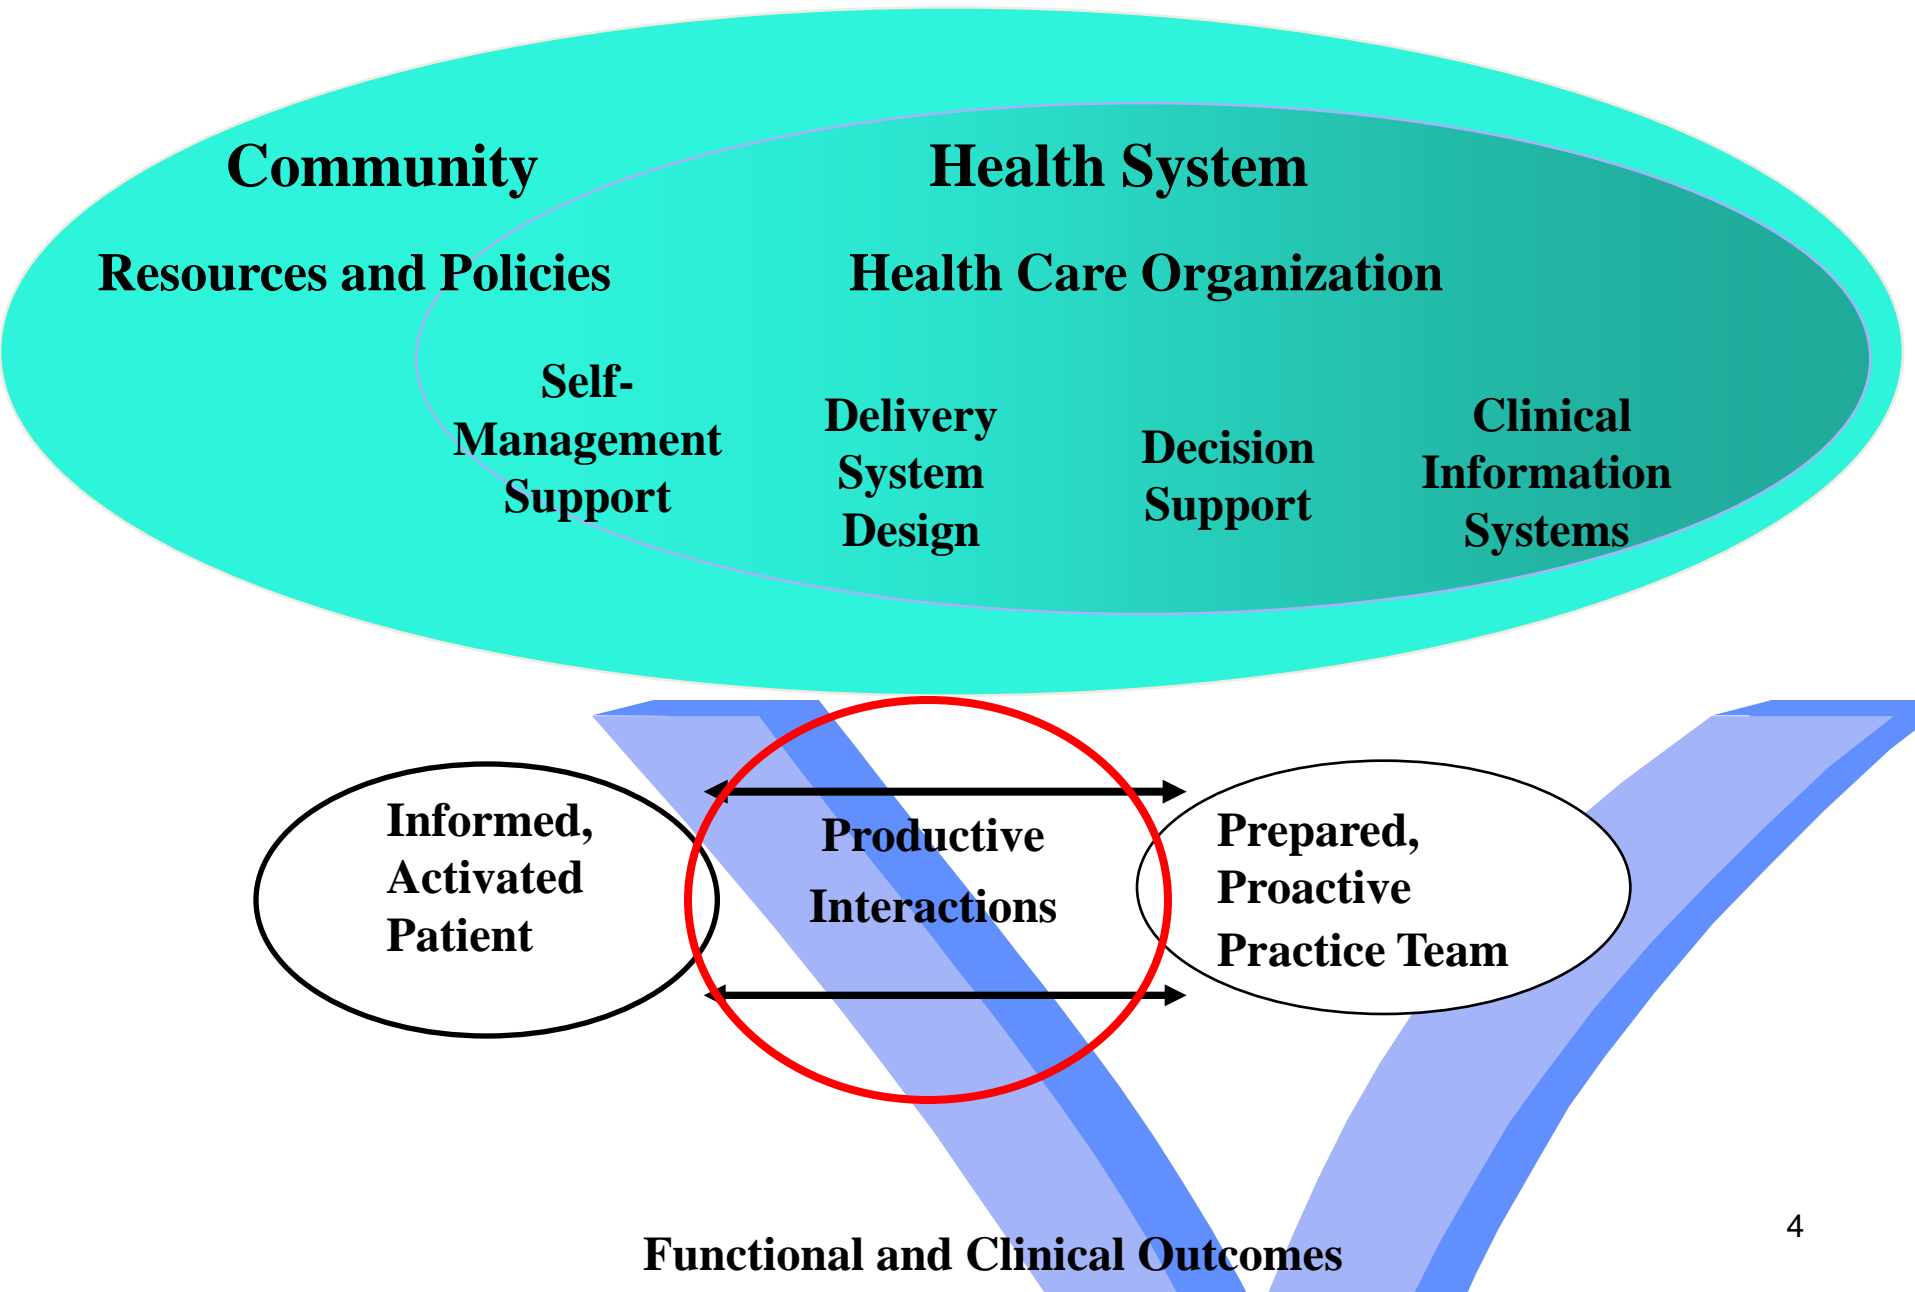 Community
Health System
Resources and Policies
Health Care Organization
Self-
Management
Support
Delivery
System
Design
Decision
Support
Clinical
Information
Systems
Informed,
Activated
Patient
Productive
Interactions
Prepared,
Proactive
Practice Team
Functional and Clinical Outcomes
4